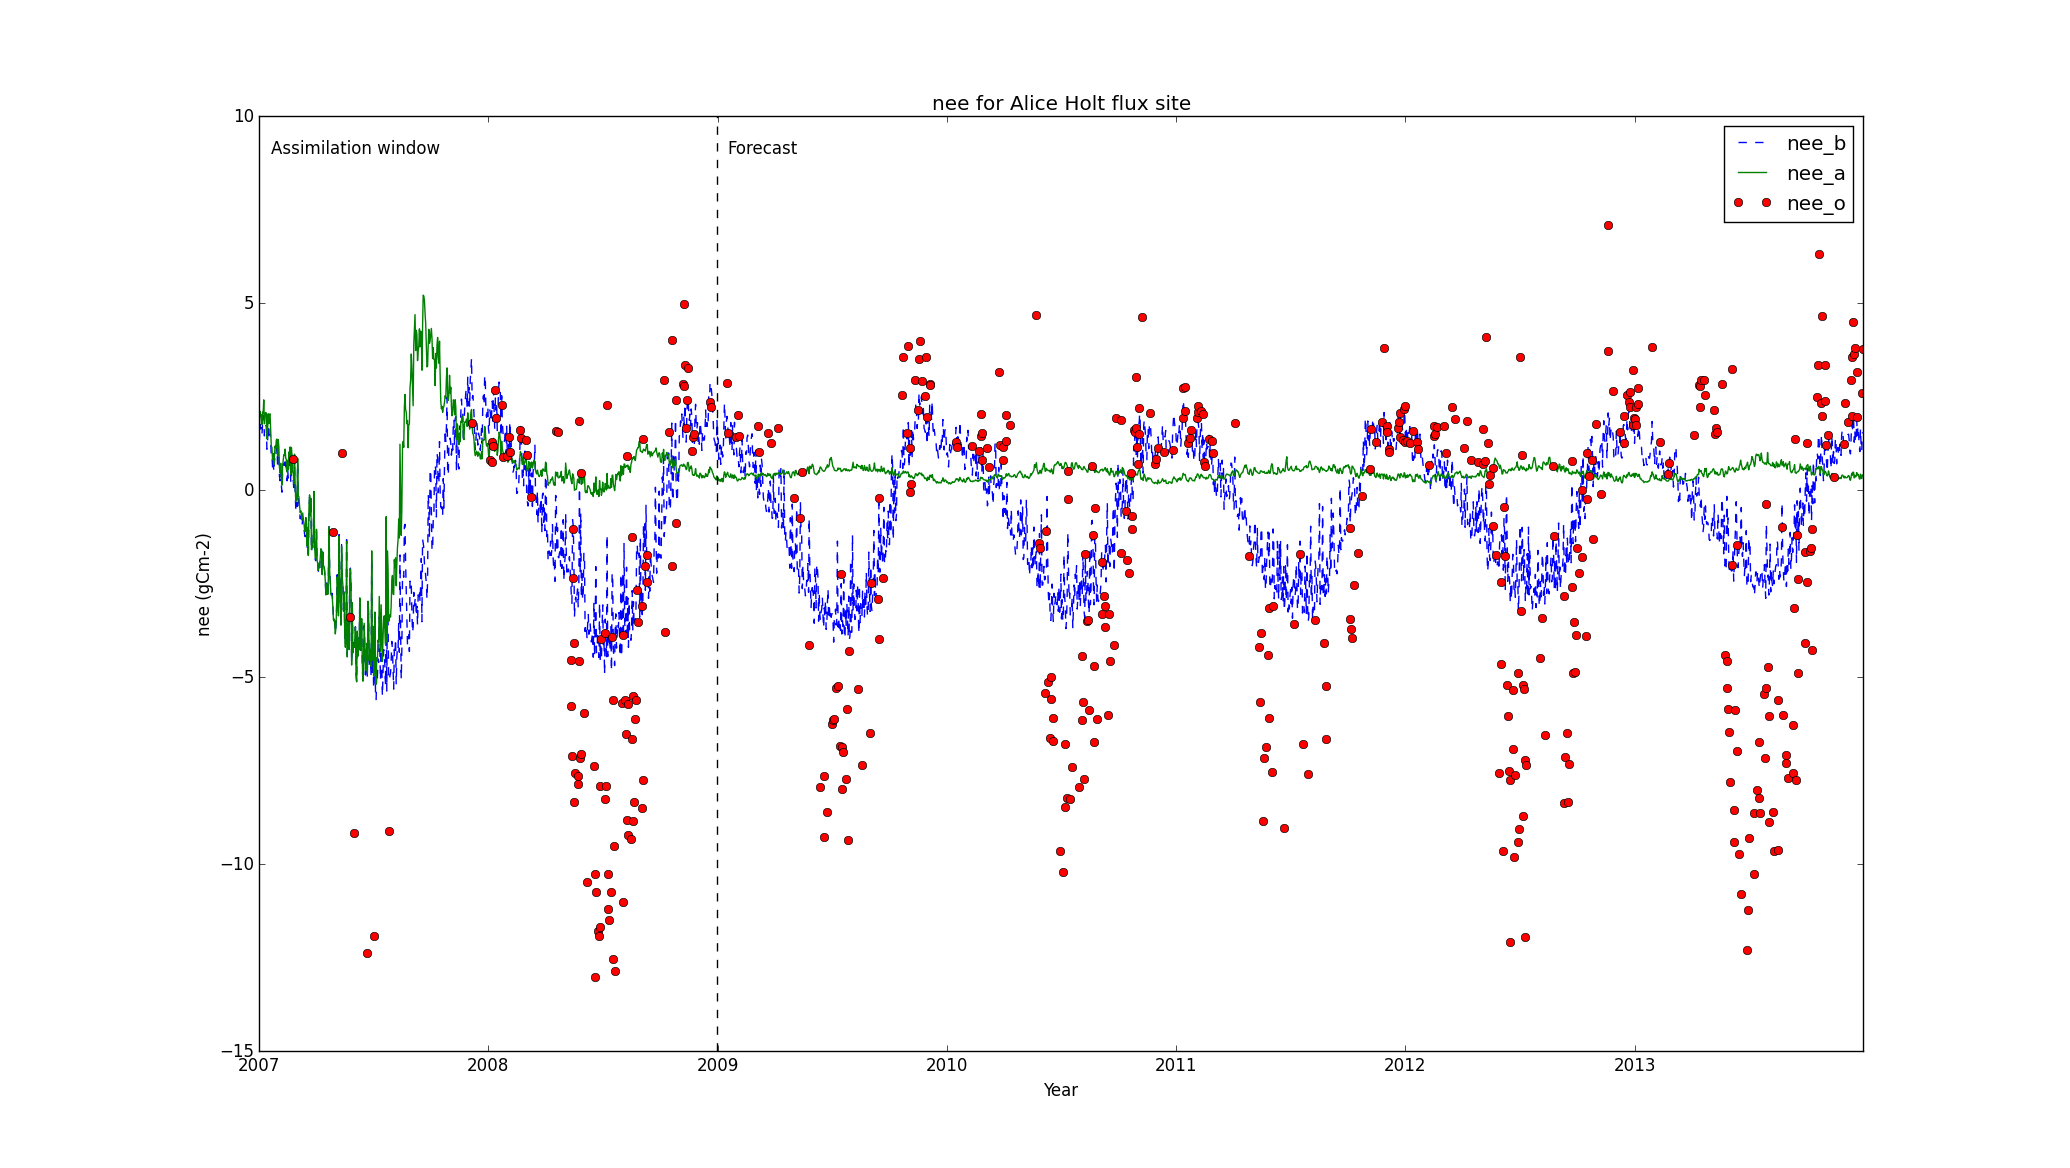 nee for Alice Holt flux site
Assimilation window
Forecast
nee_b
nee_a
nee_o
nee (gCm-2)
10
5
0
−5
−10
−15
2007 2008 2009 2010 2011 2012 2013
Year